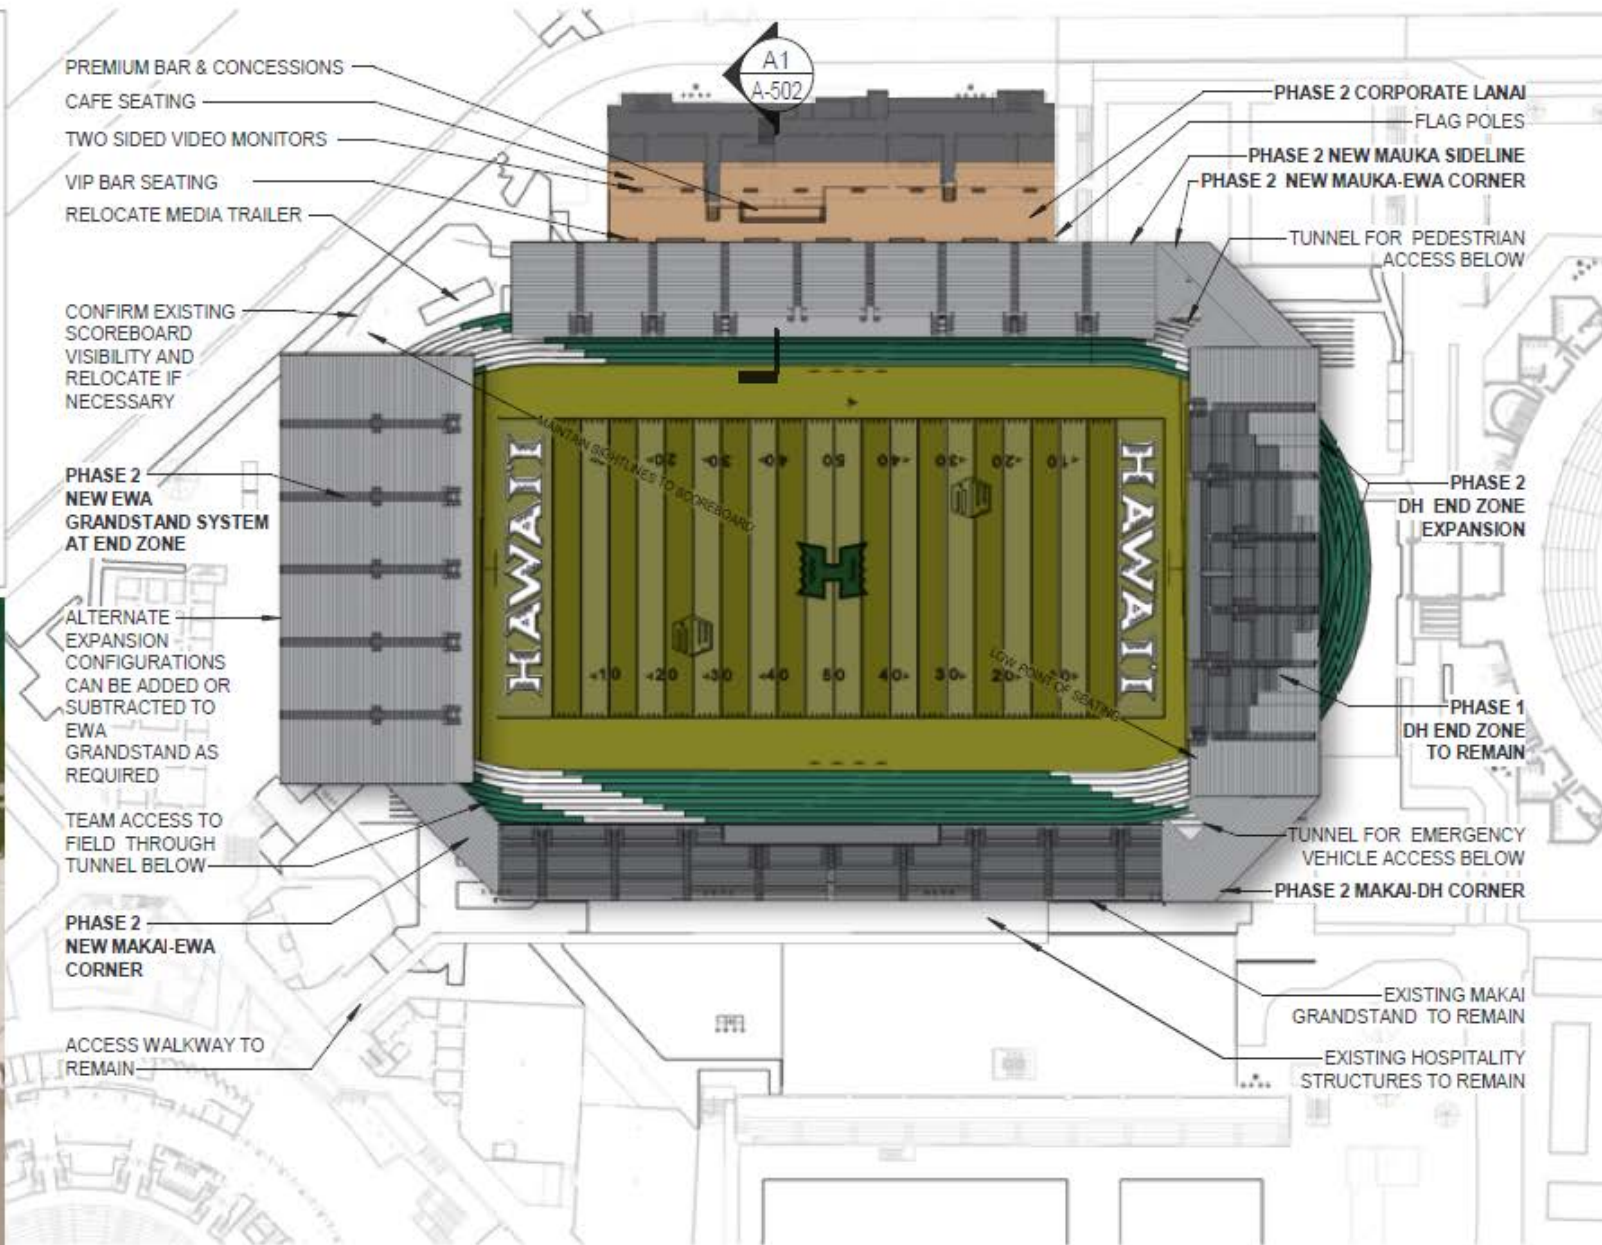 PREMIUM BAR & CONCESSIONS
CAFE SEATING
TWO SIDED VIDEO MONITORS
VIP BAR SEATING
RELOCATE MEDIA TRAILER
CONFIRM EXISTING
SCOREBOARD
VISIBILITY AND
RELOCATE IF
NECESSARY
PHASE 2
NEW EWA
GRANDSTAND SYSTEM
AT END ZONE
ALTERNATE
EXPANSION
CONFIGURATIONS
CAN BE ADDED OR
SUBTRACTED TO
EWA
GRANDSTAND AS
REQUIRED
TEAM ACCESS TO
FIELD THROUGH
TUNNEL BELOW
PHASE 2
NEW MAKAI-EWA
CORNER
ACCESS WALKWAY TO
REMAIN
A1
A-502
MAINTAIN SIGHTLINES TO SCOREBOARD
HAWAII
20 30 40 50 40 30 20 10
H
HAWAII
10 20 30 40 50 40 30 20
LOW POINT OF SEATING
PHASE 2 CORPORATE LANAI
FLAG POLES
PHASE 2 NEW MAUKA SIDELINE
PHASE 2 NEW MAUKA-EWA CORNER
TUNNEL FOR PEDESTRIAN
ACCESS BELOW
PHASE 2
DH END ZONE
EXPANSION
PHASE 1
DH END ZONE
TO REMAIN
TUNNEL FOR EMERGENCY
VEHICLE ACCESS BELOW
PHASE 2 MAKAI-DH CORNER
EXISTING MAKAI
GRANDSTAND TO REMAIN
EXISTING HOSPITALITY
STRUCTURES TO REMAIN